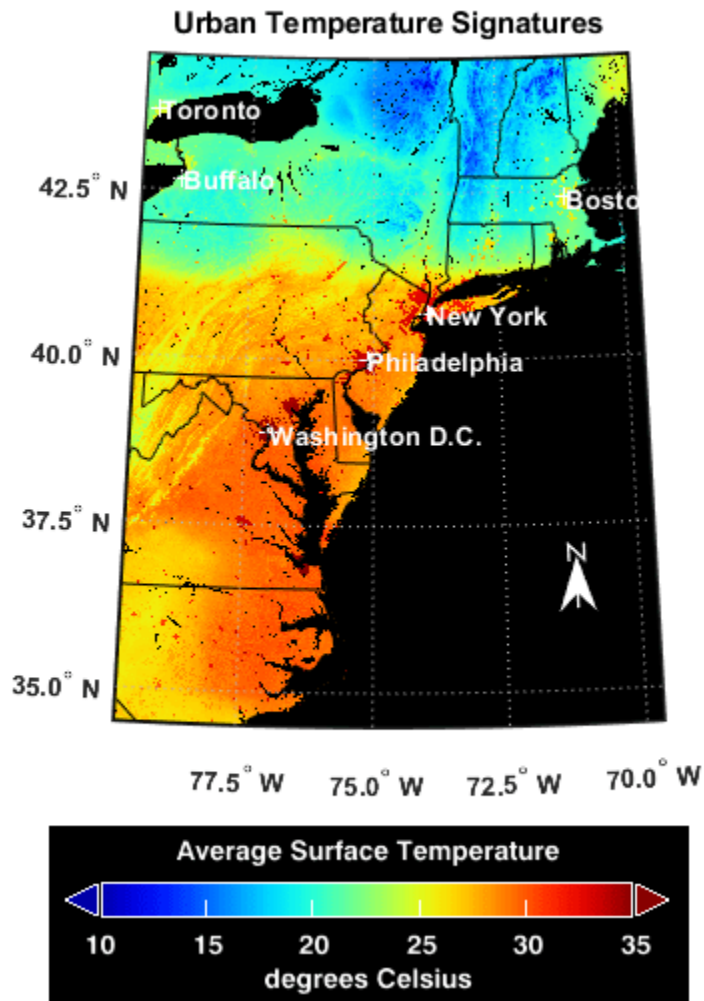 Urban Temperature Signatures
Toronto
Buffalo
42.5° N
Bosto
New York
40.0° N
Philadelphia
Washington D.C.
37.5° N
N
35.0° N
77.5° W 75.0° W 72.5° W 70.0° W
Average Surface Temperature
10 15 20 25 30 35
degrees Celsius